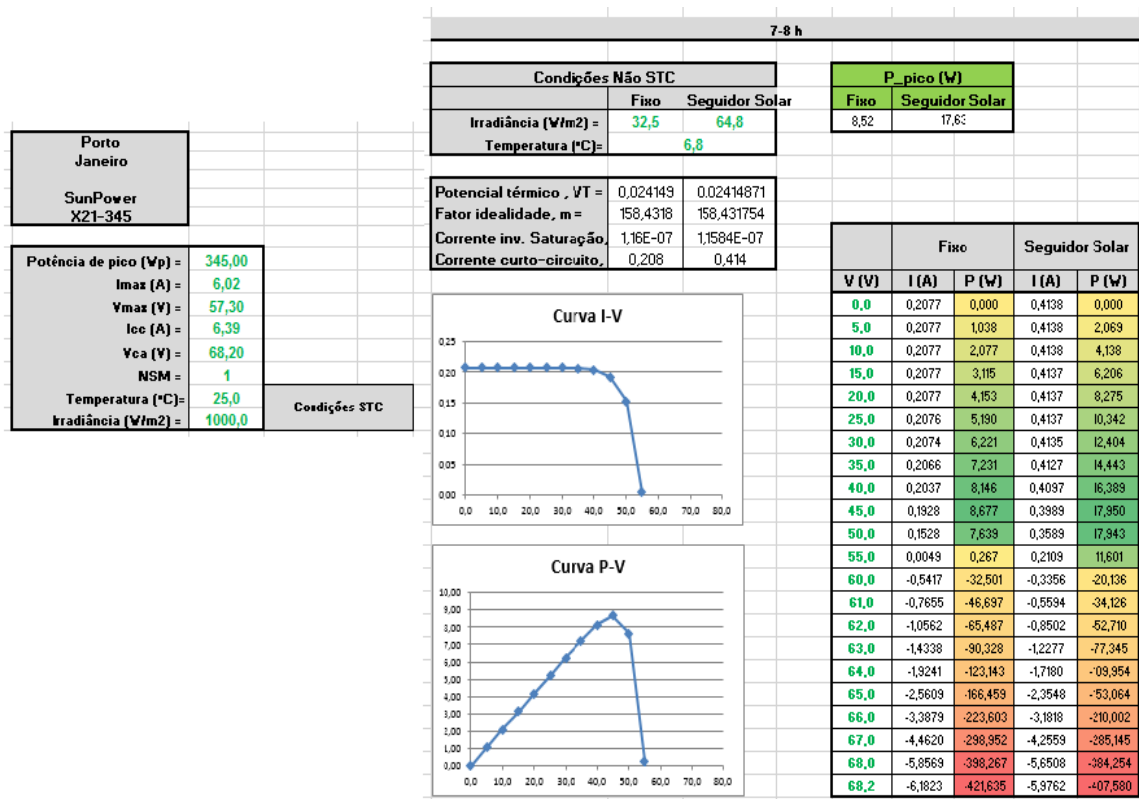 7-8 h
Condições Não STC
Fixo Seguidor Solar
Irradiância (W/m2) = 32,5 64,8
Temperatura (ºC)= 6,8
P_pico (W)
Fixo Seguidor Solar
8,52 17,63
Porto
Janeiro
SunPower
X21-345
Potência de pico (Wp) = 345,00
Imax (A) = 6,02
Vmax (V) = 57,30
Icc (A) = 6,39
Vca (V) = 68,20
NSM = 1
Temperatura (ºC)= 25,0
Irradiância (W/m2) = 1000,0
Condições STC
Potencial térmico , VT = 0,024149 0.02414871
Fator idealidade, m = 158,4318 158,431754
Corrente inv. Saturação, 1,16E-07 1,1584E-07
Corrente curto-circuito, 0,208 0,414
Curva I-V
0,25
0,20
0,15
0,10
0,05
0,00
0,0 10,0 20,0 30,0 40,0 50,0 60,0 70,0 80,0
Curva P-V
10,00
9,00
8,00
7,00
6,00
5,00
4,00
3,00
2,00
1,00
0,00
0,0 10,0 20,0 30,0 40,0 50,0 60,0 70,0 80,0
Fixo Seguidor Solar
V (V) I (A) P (W) I (A) P (W)
0,0 0,2077 0,000 0,4138 0,000
5,0 0,2077 1,038 0,4138 2,069
10,0 0,2077 2,077 0,4138 4,138
15,0 0,2077 3,115 0,4137 6,206
20,0 0,2077 4,153 0,4137 8,275
25,0 0,2076 5,190 0,4137 10,342
30,0 0,2074 6,221 0,4135 12,404
35,0 0,2066 7,231 0,4127 14,443
40,0 0,2037 8,146 0,4097 16,389
45,0 0,1928 8,677 0,3989 17,950
50,0 0,1528 7,639 0,3589 17,943
55,0 0,0049 0,267 0,2109 11,601
60,0 -0,5417 -32,501 -0,3356 -20,136
61,0 -0,7655 -46,697 -0,5594 -34,126
62,0 -1,0562 -65,487 -0,8502 -52,710
63,0 -1,4338 -90,328 -1,2277 -77,345
64,0 -1,9241 -123,143 -1,7180 -109,954
65,0 -2,5609 -166,459 -2,3548 -153,064
66,0 -3,3879 -223,603 -3,1818 -210,002
67,0 -4,4620 -298,952 -4,2559 -285,145
68,0 -5,8569 -398,267 -5,6508 -384,254
68,2 -6,1823 -421,635 -5,9762 -407,580